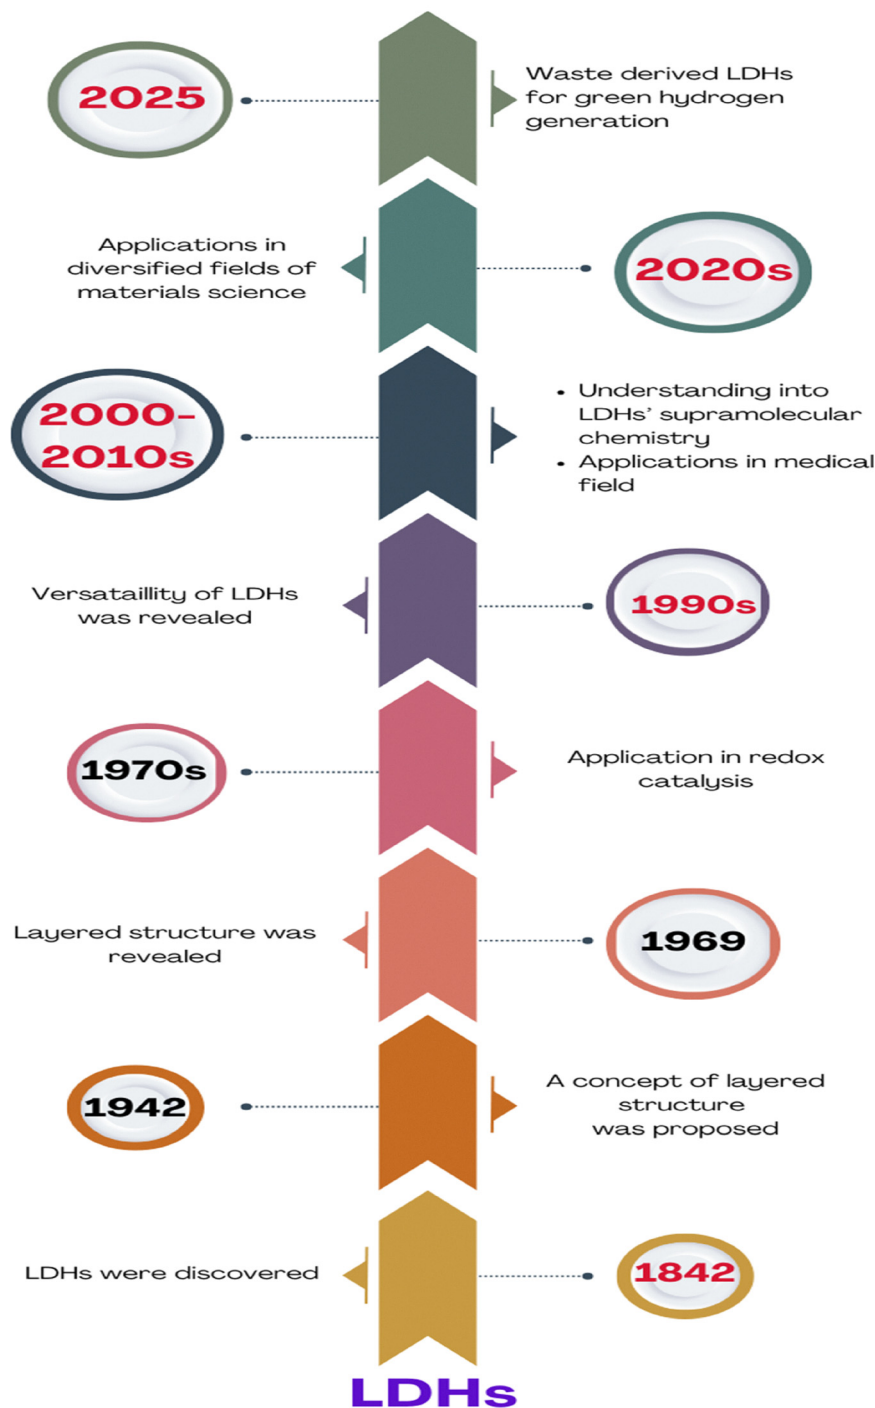 2025
Waste derived LDHs
for green hydrogen
generation
Applications in
diversified fields of
materials science
2020s
2000-
2010s
• Understanding into
LDHs' supramolecular
chemistry
• Applications in medical
field
Versataillity of LDHs
was revealed
1990s
1970s
Application in redox
catalysis
Layered structure was
revealed
1969
1942
A concept of layered
structure
was proposed
LDHs were discovered
1842
LDHs